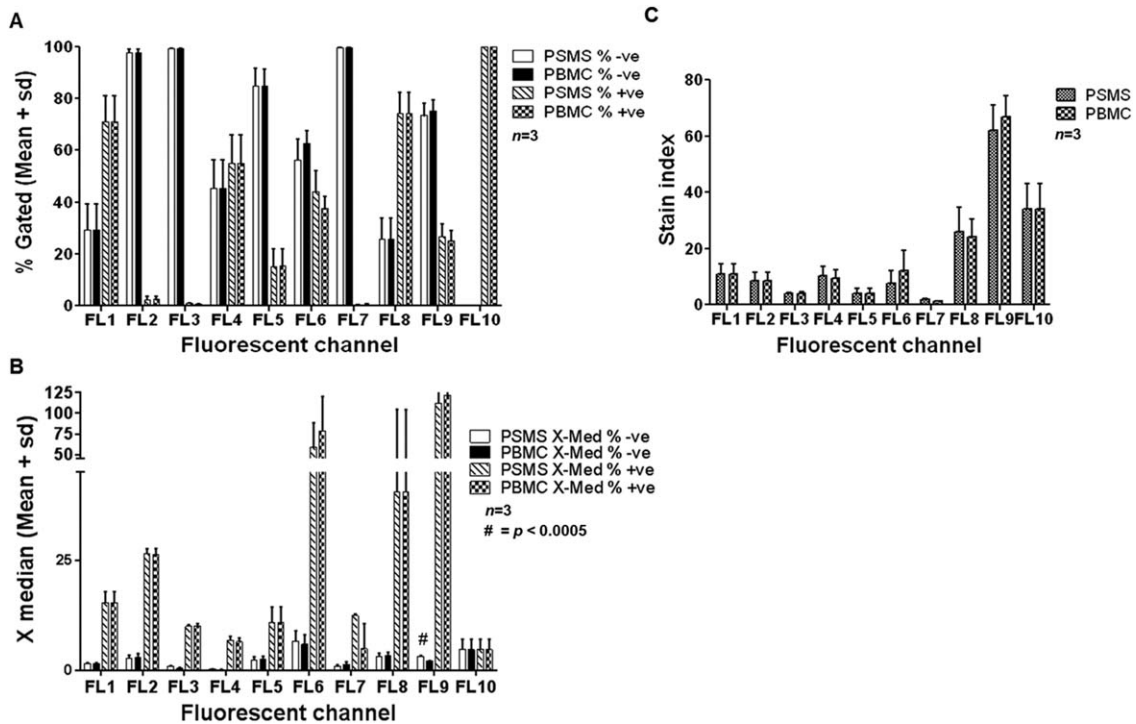 A
% Gated (Mean + sd)
100
80
60
40
20
0
FL1 FL2 FL3 FL4 FL5 FL6 FL7 FL8 FL9 FL10
Fluorescent channel
PSMS % -ve
PBMC % -ve
PSMS % +ve
PBMC % +ve
n=3
B
X median (Mean + sd)
125
100
75
50
25
0
FL1 FL2 FL3 FL4 FL5 FL6 FL7 FL8 FL9 FL10
Fluorescent channel
#
PSMS X-Med % -ve
PBMC X-Med % -ve
PSMS X-Med % +ve
PBMC X-Med % +ve
n=3
# = p < 0.0005
C
Stain index
80
60
40
20
0
FL1 FL2 FL3 FL4 FL5 FL6 FL7 FL8 FL9 FL10
Fluorescent channel
PSMS
PBMC
n=3